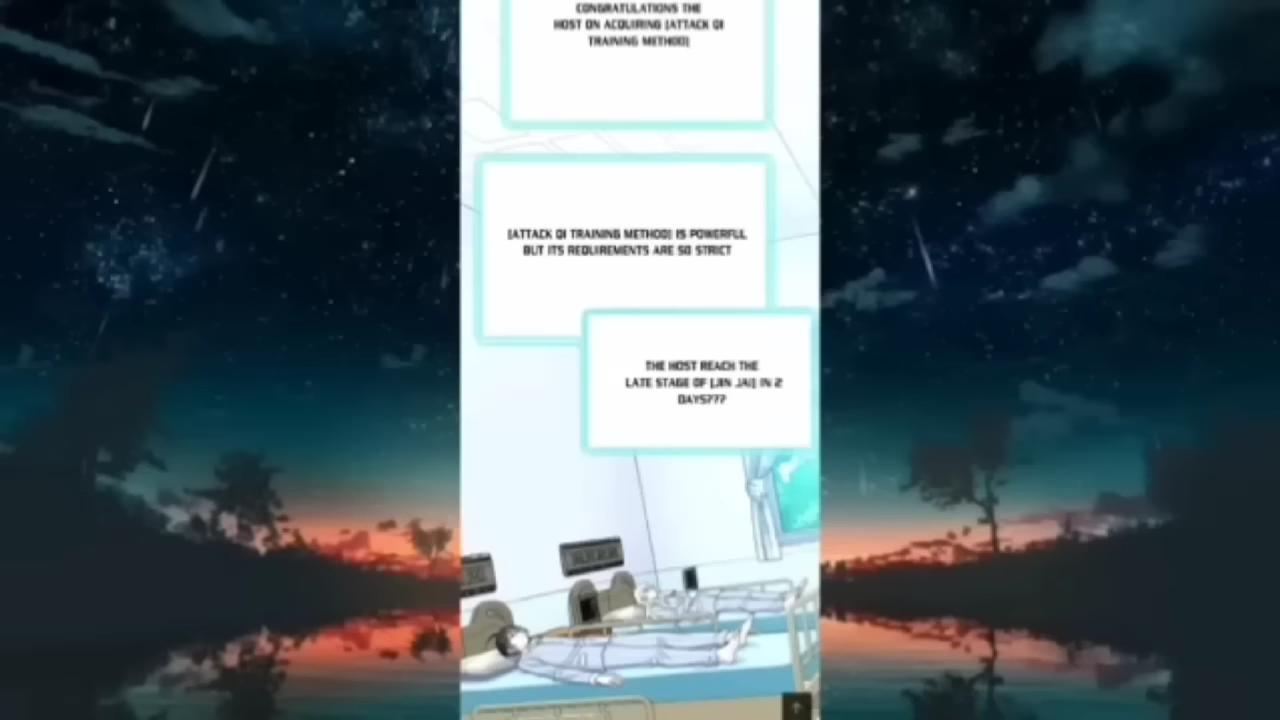 CONGRATULATIONS THE
HOST ON ACQUIRING [ATTACK QI
TRAINING METHOD]
[ATTACK QI TRAINING METHOD] IS POWERFUL
BUT ITS REQUIREMENTS ARE SO STRICT
THE HOST REACH THE
LATE STAGE OF [JIN JAI] IN 2
DAYS???